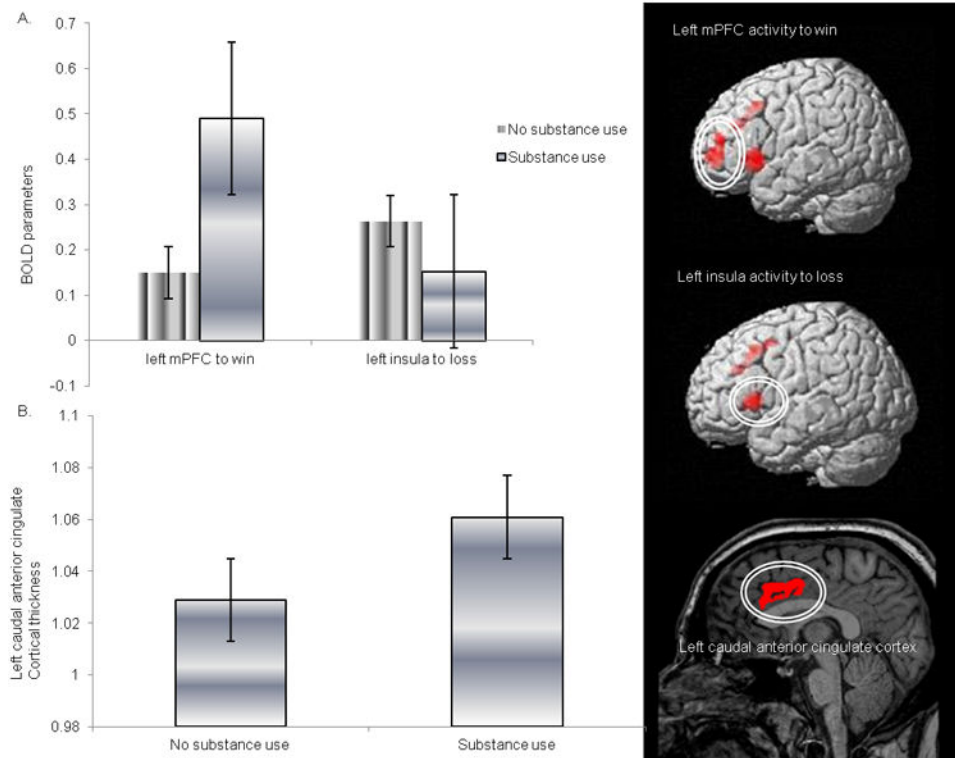 A.
0.7
0.6
0.5
0.4
0.3
0.2
0.1
0
-0.1
BOLD parameters
left mPFC to win
left insula to loss
No substance use
Substance use
B.
1.1
1.08
1.06
1.04
1.02
1
0.98
Left caudal anterior cingulate
Cortical thickness
No substance use
Substance use
Left mPFC activity to win
Left insula activity to loss
Left caudal anterior cingulate cortex